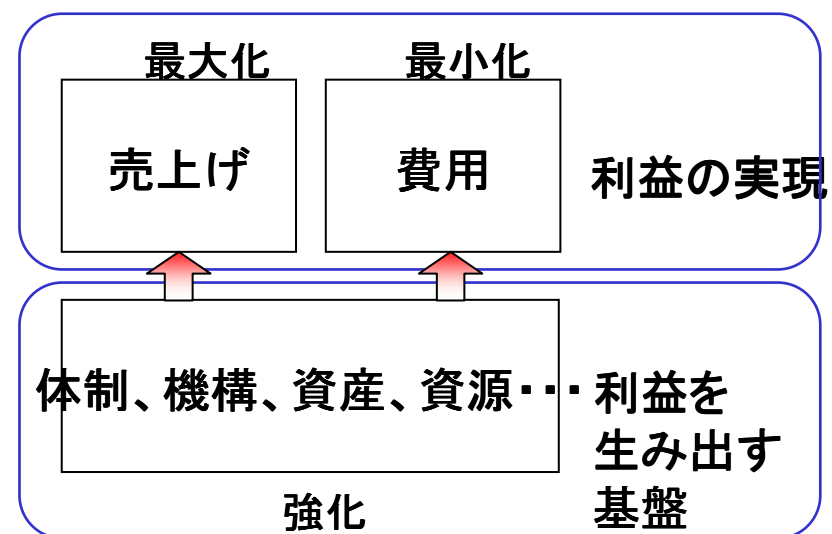 最大化
最小化
売上げ
費用
利益の実現
体制、機構、資産、資源・・・
利益を
生み出す
基盤
強化